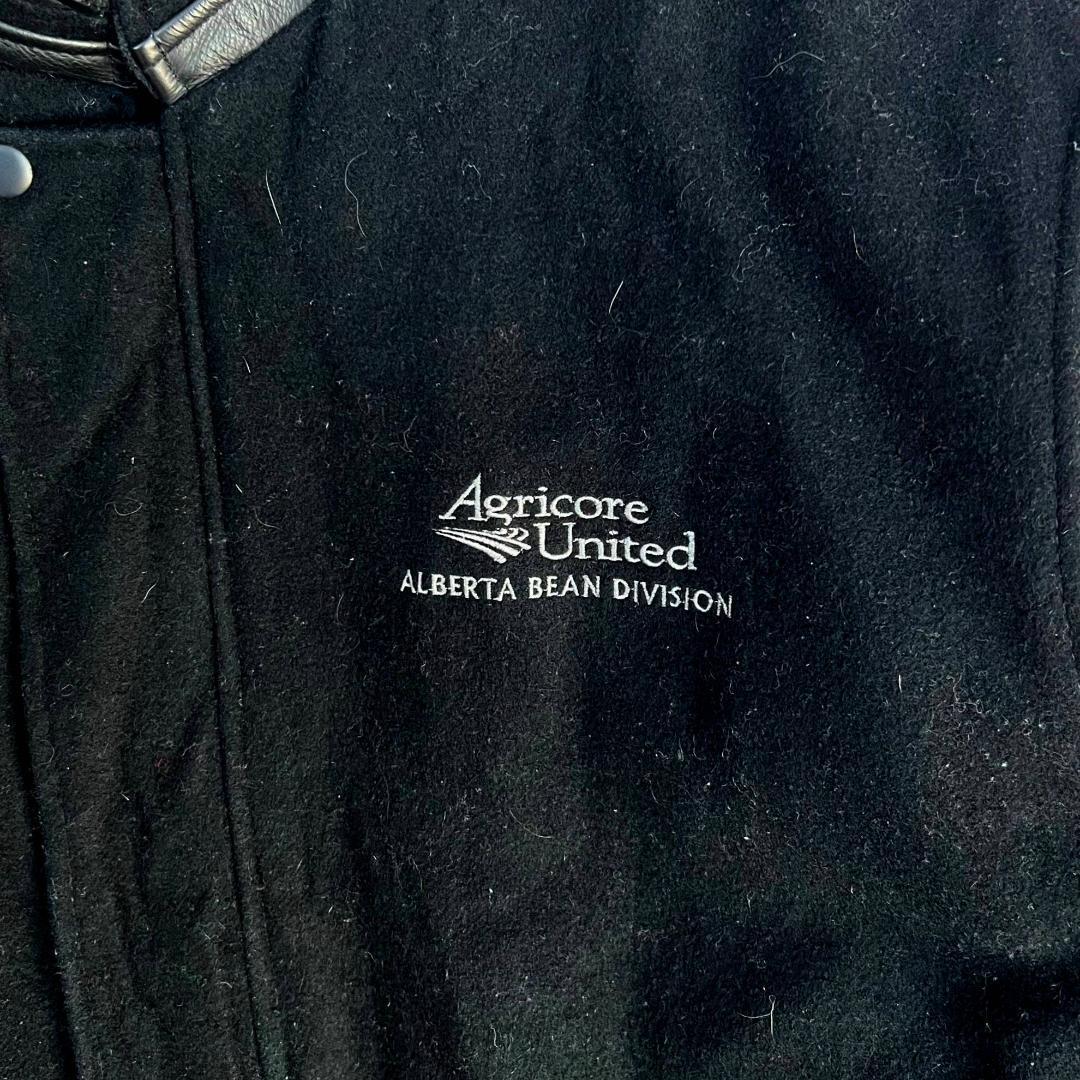 Agricore
United
ALBERTA BEAN DIVISION